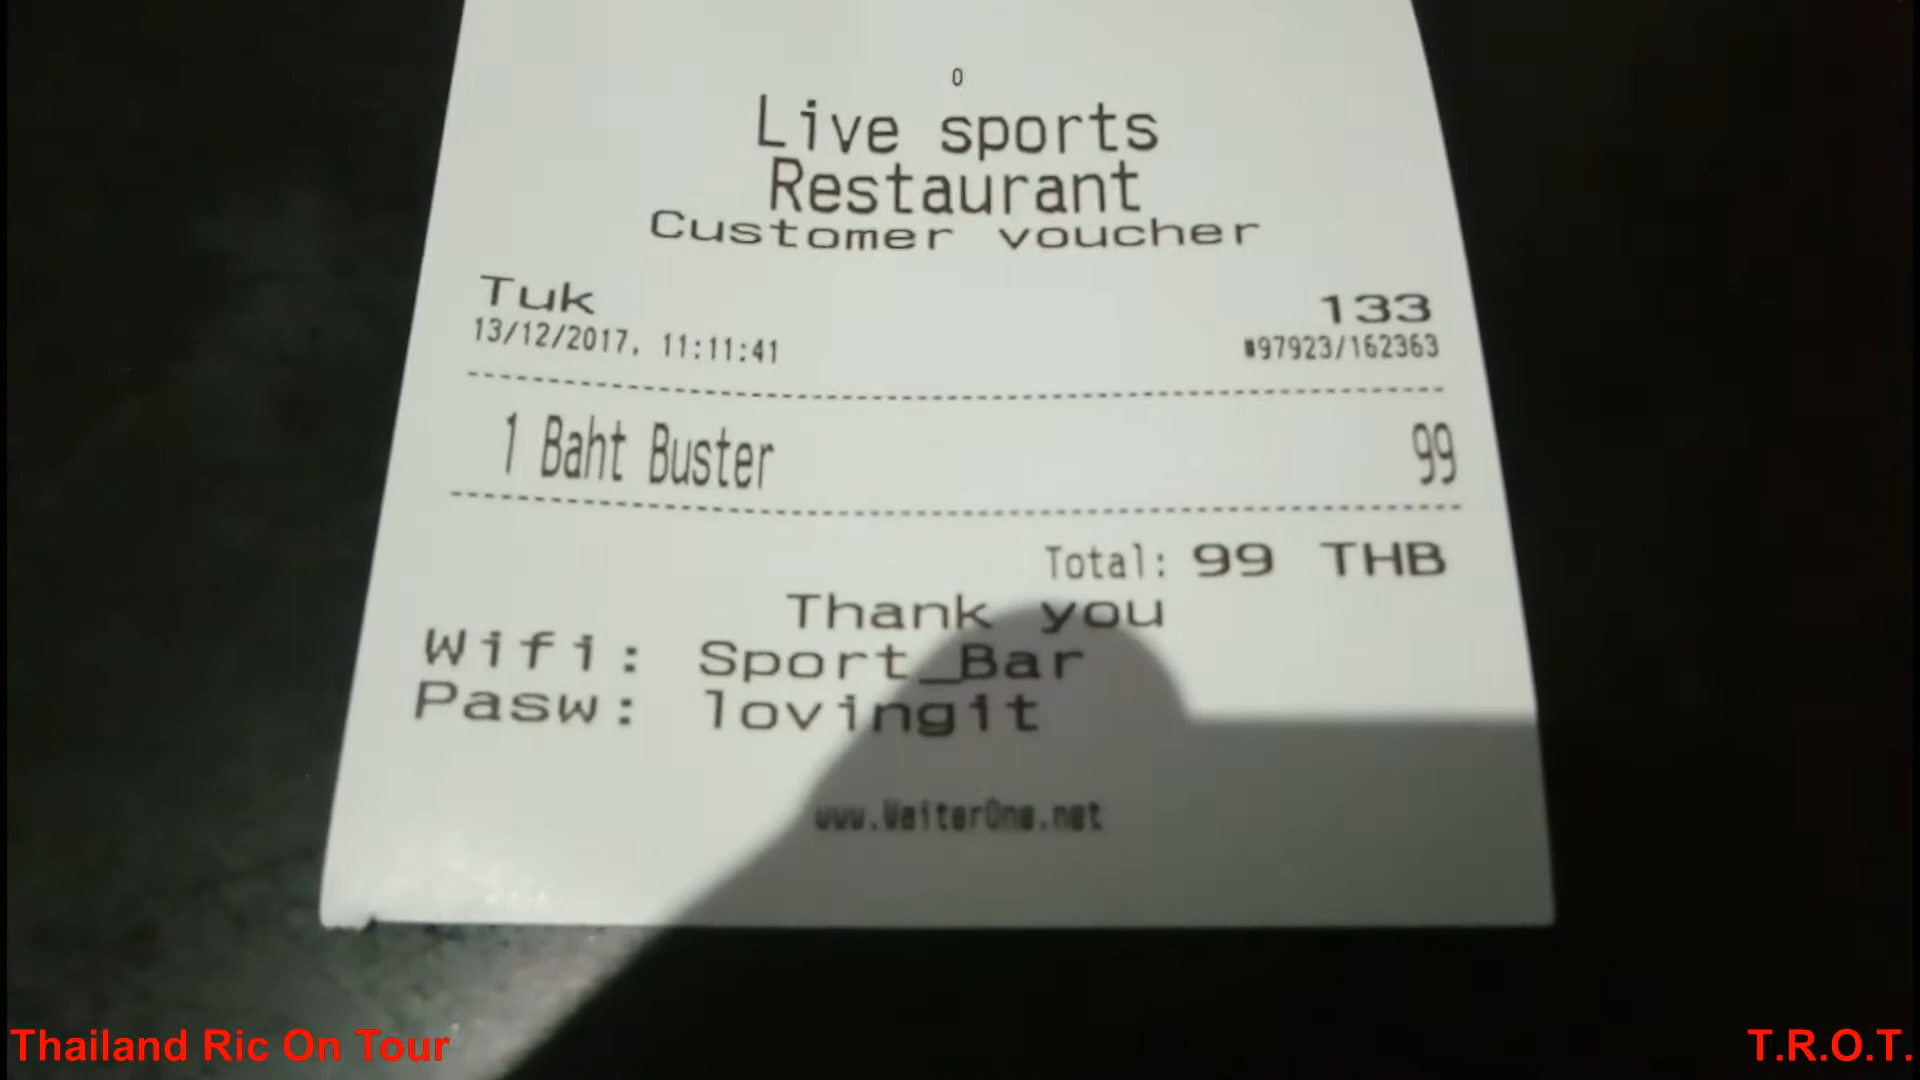 0
Live sports
Restaurant
Customer voucher
Tuk 133
13/12/2017, 11:11:41 #97923/162363
1 Baht Buster 99
Total: 99 THB
Thank you
Wifi: Sport_Bar
Pasw: lovingit
www.WaiterOne.net
Thailand Ric On Tour T.R.O.T.